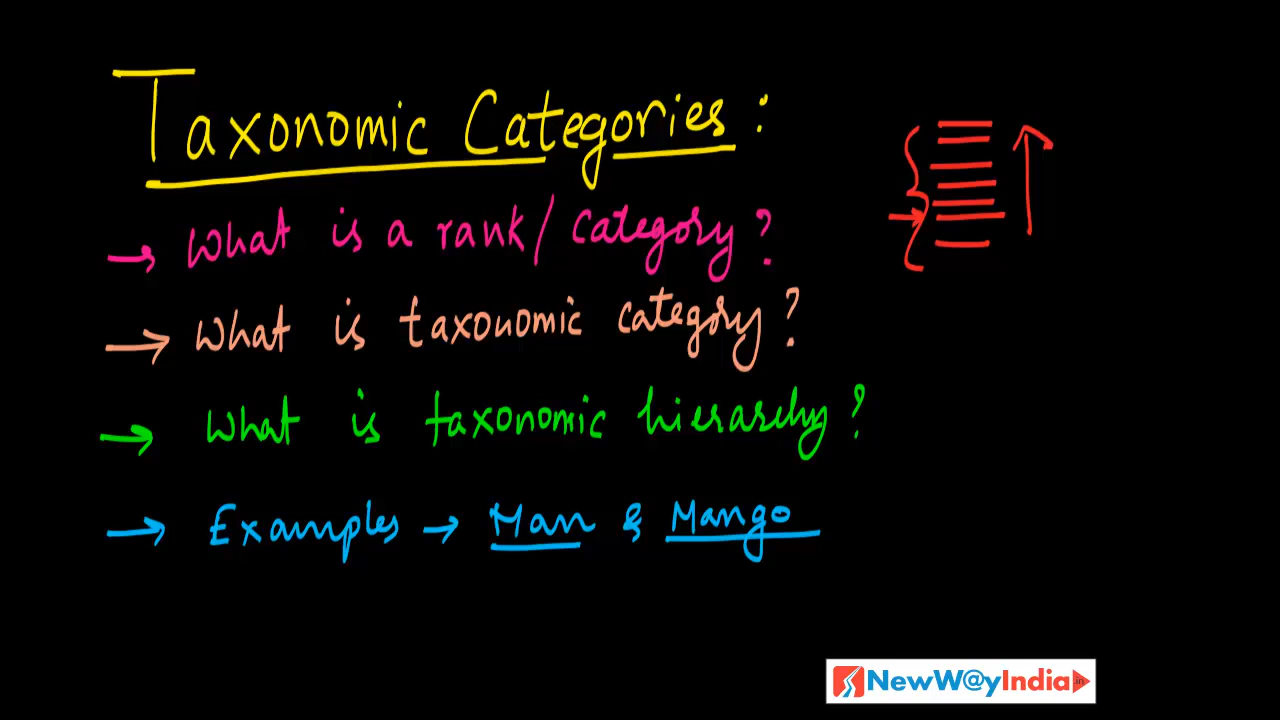 Taxonomic Categories:
→ What is a rank/category?
→ What is taxonomic category?
→ What is taxonomic hierarchy?
→ Examples → Man & Mango
NewW@yIndia.in